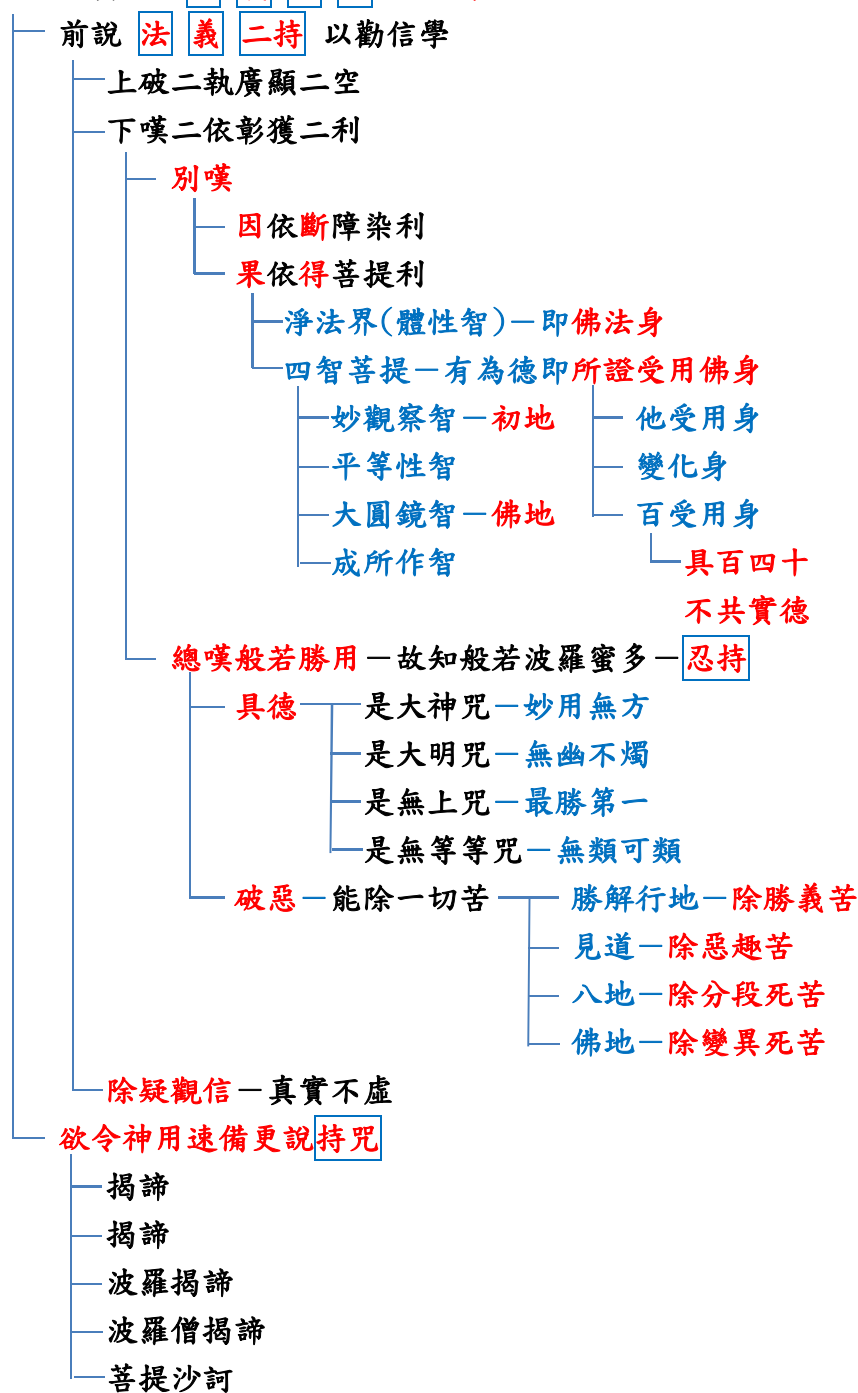 前說 法 義 二持 以勸信學
上破二執廣顯二空
下嘆二依彰獲二利
別嘆
因依斷障染利
果依得菩提利
淨法界(體性智)－即佛法身
四智菩提－有為德即所證受用佛身
妙觀察智－初地 他受用身
平等性智 變化身
大圓鏡智－佛地 百受用身
成所作智 具百四十
不共實德
總嘆般若勝用－故知般若波羅蜜多－忍持
具德 是大神咒－妙用無方
是大明咒－無幽不燭
是無上咒－最勝第一
是無等等咒－無類可類
破惡－能除一切苦 勝解行地－除勝義苦
見道－除惡趣苦
八地－除分段死苦
佛地－除變異死苦
除疑觀信－真實不虛
欲令神用速備更說持咒
揭諦
揭諦
波羅揭諦
波羅僧揭諦
菩提沙訶